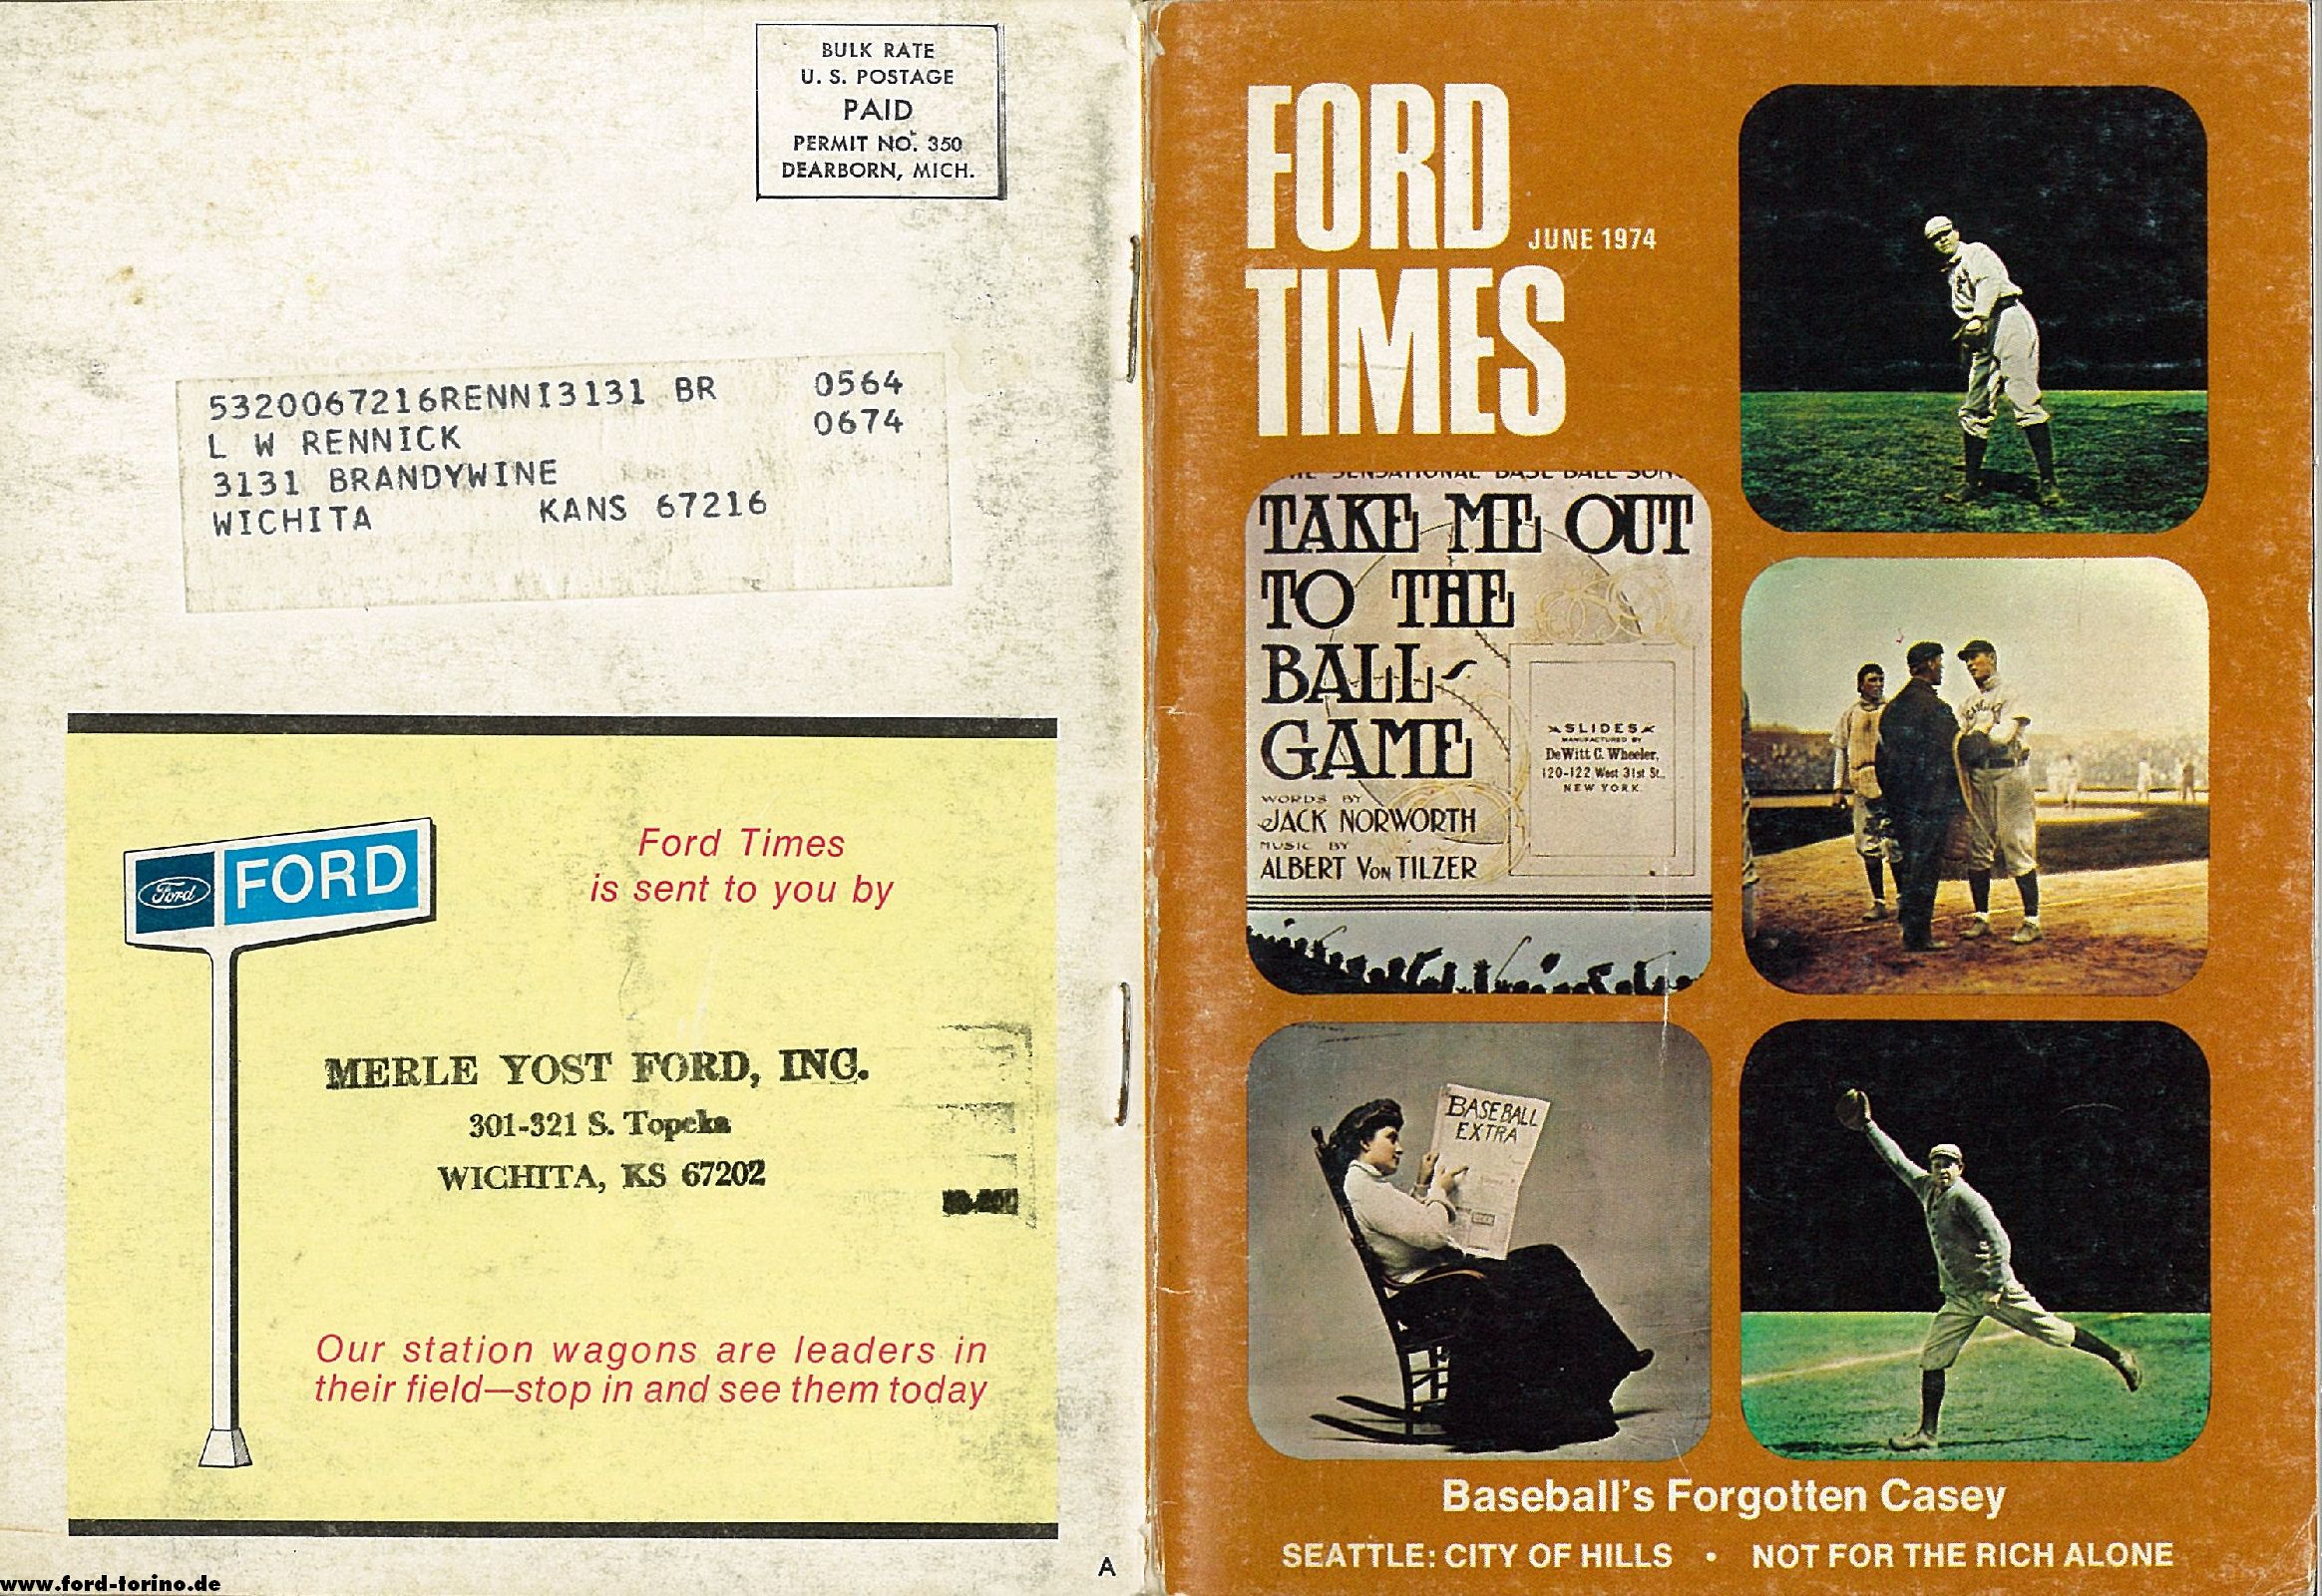 BULK RATE
U. S. POSTAGE
PAID
PERMIT NO. 350
DEARBORN, MICH.
5320067216RENNI3131 BR 0564
0674
L W RENNICK
3131 BRANDYWINE
WICHITA KANS 67216
Ford FORD
Ford Times
is sent to you by
MERLE YOST FORD, INC.
301-321 S. Topeka
WICHITA, KS 67202
Our station wagons are leaders in
their field—stop in and see them today
A
www.ford-torino.de
FORD
JUNE 1974
TIMES
SENSATIONAL BASE BALL
TAKE ME OUT
TO THE
BALL-
GAME
WORDS BY
JACK NORWORTH
MUSIC BY
ALBERT VON TILZER
SLIDES
MANUFACTURED BY
DeWitt C. Wheeler,
120-122 West 31st St.,
NEW YORK
BASEBALL
EXTRA
Baseball's Forgotten Casey
SEATTLE: CITY OF HILLS • NOT FOR THE RICH ALONE